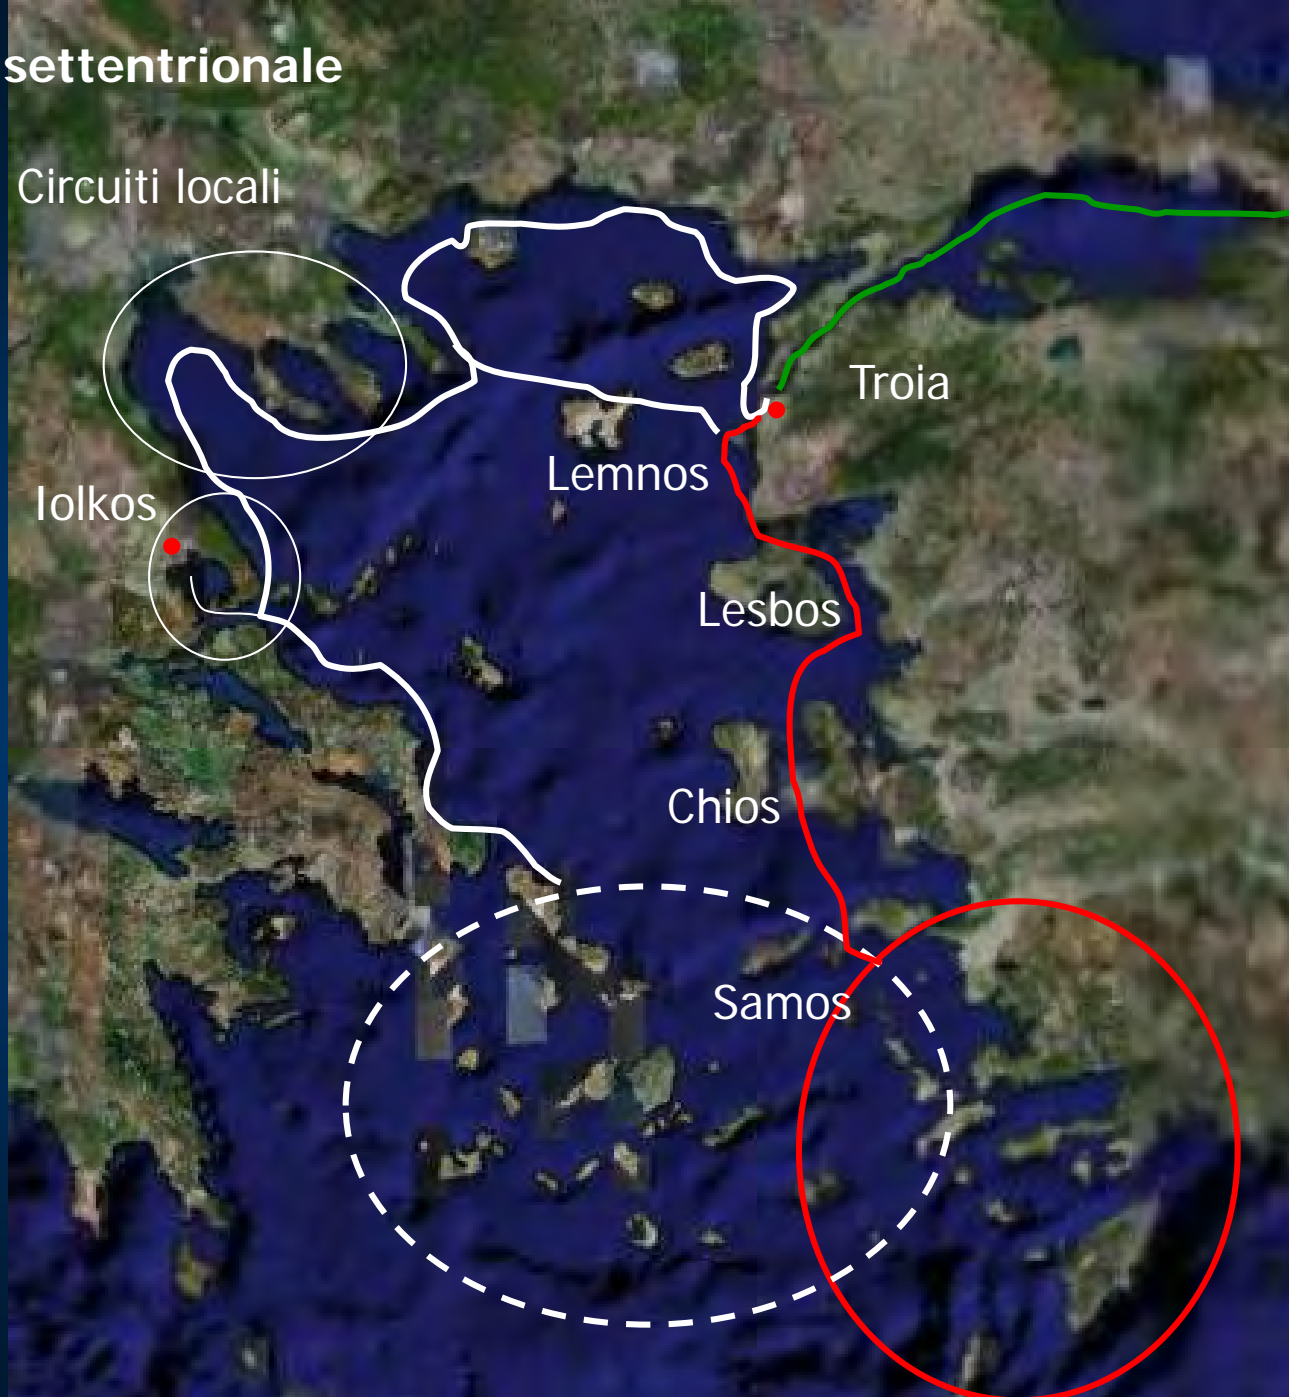 settentrionale
Circuiti locali
Troia
Lemnos
Iolkos
Lesbos
Chios
Samos